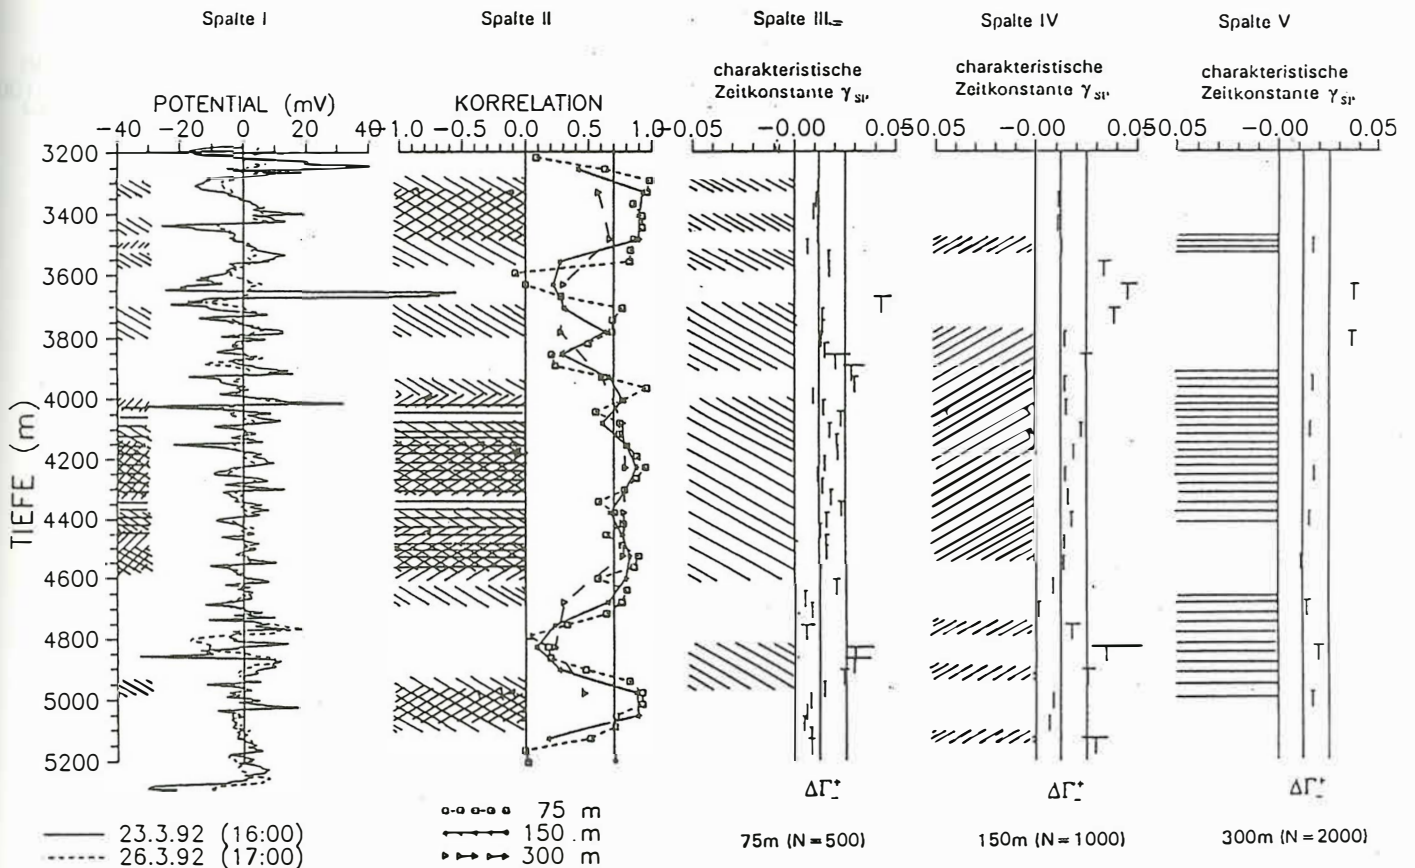 Spalte I
Spalte II
Spalte III
Spalte IV
Spalte V
POTENTIAL (mV)
KORRELATION
charakteristische
Zeitkonstante γ
charakteristische
Zeitkonstante γ
charakteristische
Zeitkonstante γ
-40 -20 0 20 40
-1.0 -0.5 0.0 0.5 1.0
-0.05 -0.00 0.05
0.05 -0.00 0.05
0.05 -0.00 0.05
TIEFE (m)
3200
3400
3600
3800
4000
4200
4400
4600
4800
5000
5200
ΔΓ⁺₋
ΔΓ⁺₋
ΔΓ⁺₋
23.3.92 (16:00)
26.3.92 (17:00)
75 m
150 m
300 m
75m (N=500)
150m (N=1000)
300m (N=2000)